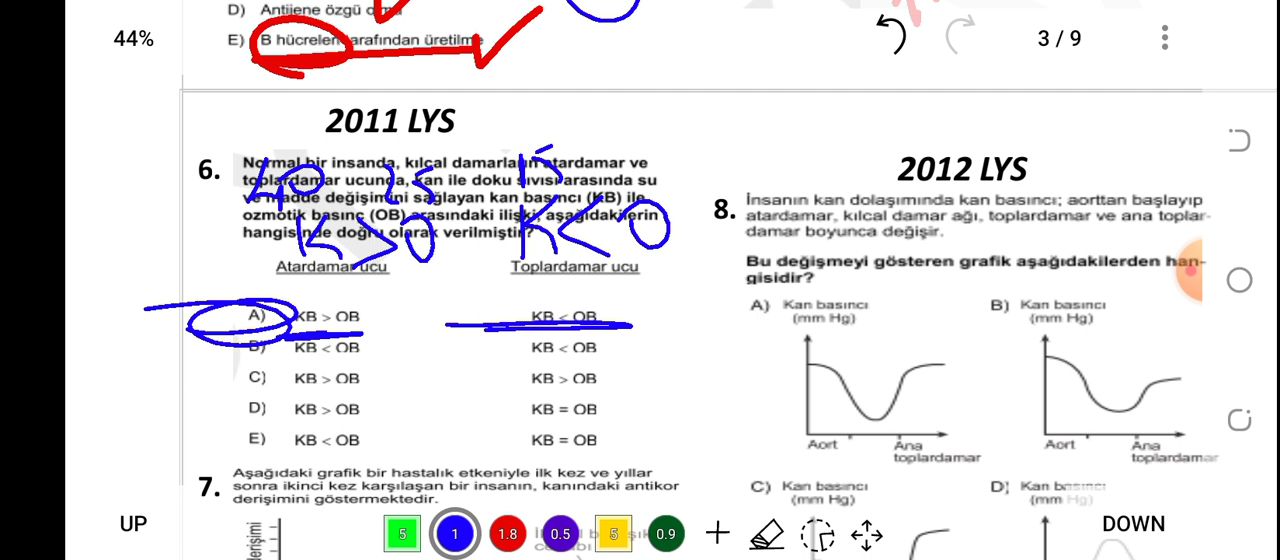 44%
D) Antijene özgü olma
E) B hücreleri tarafından üretilme
3 / 9
2011 LYS
6. Normal bir insanda, kılcal damarların atardamar ve
toplardamar ucunda, kan ile doku sıvısı arasında su
ve madde değişimini sağlayan kan basıncı (KB) ile
ozmotik basınç (OB) arasındaki ilişki, aşağıdakilerin
hangisinde doğru olarak verilmiştir?
40 25 15
K>O K<O
Atardamar ucu Toplardamar ucu
A) KB > OB KB < OB
B) KB < OB KB < OB
C) KB > OB KB > OB
D) KB > OB KB = OB
E) KB < OB KB = OB
7. Aşağıdaki grafik bir hastalık etkeniyle ilk kez ve yıllar
sonra ikinci kez karşılaşan bir insanın, kanındaki antikor
derişimini göstermektedir.
2012 LYS
8. İnsanın kan dolaşımında kan basıncı; aorttan başlayıp
atardamar, kılcal damar ağı, toplardamar ve ana toplar-
damar boyunca değişir.
Bu değişmeyi gösteren grafik aşağıdakilerden han-
gisidir?
A) Kan basıncı
(mm Hg)
Aort Ana
toplardamar
B) Kan basıncı
(mm Hg)
Aort Ana
toplardamar
C) Kan basıncı
(mm Hg)
D) Kan basıncı
(mm Hg)
UP
5 1 1.8 0.5 5 0.9
DOWN